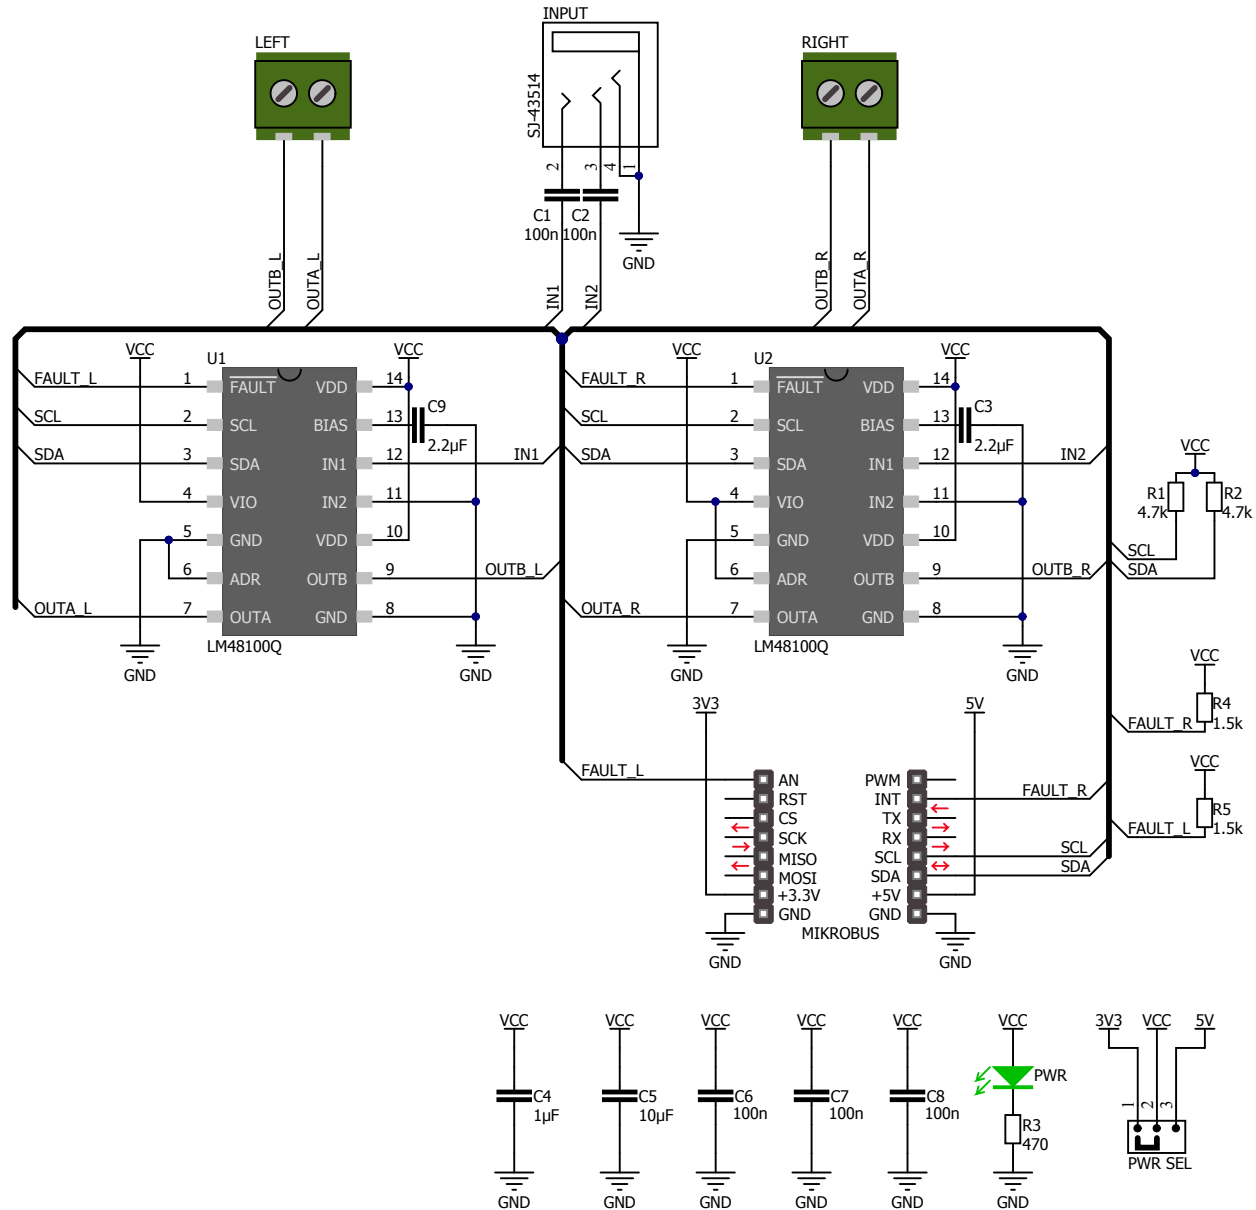 INPUT
LEFT
RIGHT
SJ-43514
2
3
4
1
C1
100n
C2
100n
GND
OUTB_L
OUTA_L
IN1
IN2
OUTB_R
OUTA_R
VCC
U1
VCC
FAULT_L
1
FAULT
VDD
14
SCL
2
SCL
BIAS
13
C9
2.2µF
SDA
3
SDA
IN1
12
IN1
4
VIO
IN2
11
5
GND
VDD
10
6
ADR
OUTB
9
OUTB_L
OUTA_L
7
OUTA
GND
8
LM48100Q
GND
GND
VCC
U2
VCC
FAULT_R
1
FAULT
VDD
14
SCL
2
SCL
BIAS
13
C3
2.2µF
SDA
3
SDA
IN1
12
IN2
4
VIO
IN2
11
5
GND
VDD
10
6
ADR
OUTB
9
OUTB_R
OUTA_R
7
OUTA
GND
8
LM48100Q
GND
GND
VCC
R1
4.7k
R2
4.7k
SCL
SDA
VCC
R4
FAULT_R
1.5k
VCC
R5
FAULT_L
1.5k
3V3
5V
FAULT_L
AN
RST
CS
SCK
MISO
MOSI
+3.3V
GND
PWM
INT
TX
RX
SCL
SDA
+5V
GND
FAULT_R
SCL
SDA
MIKROBUS
GND
GND
VCC
C4
1µF
GND
VCC
C5
10µF
GND
VCC
C6
100n
GND
VCC
C7
100n
GND
VCC
C8
100n
GND
VCC
PWR
R3
470
GND
3V3
VCC
5V
1
2
3
PWR SEL